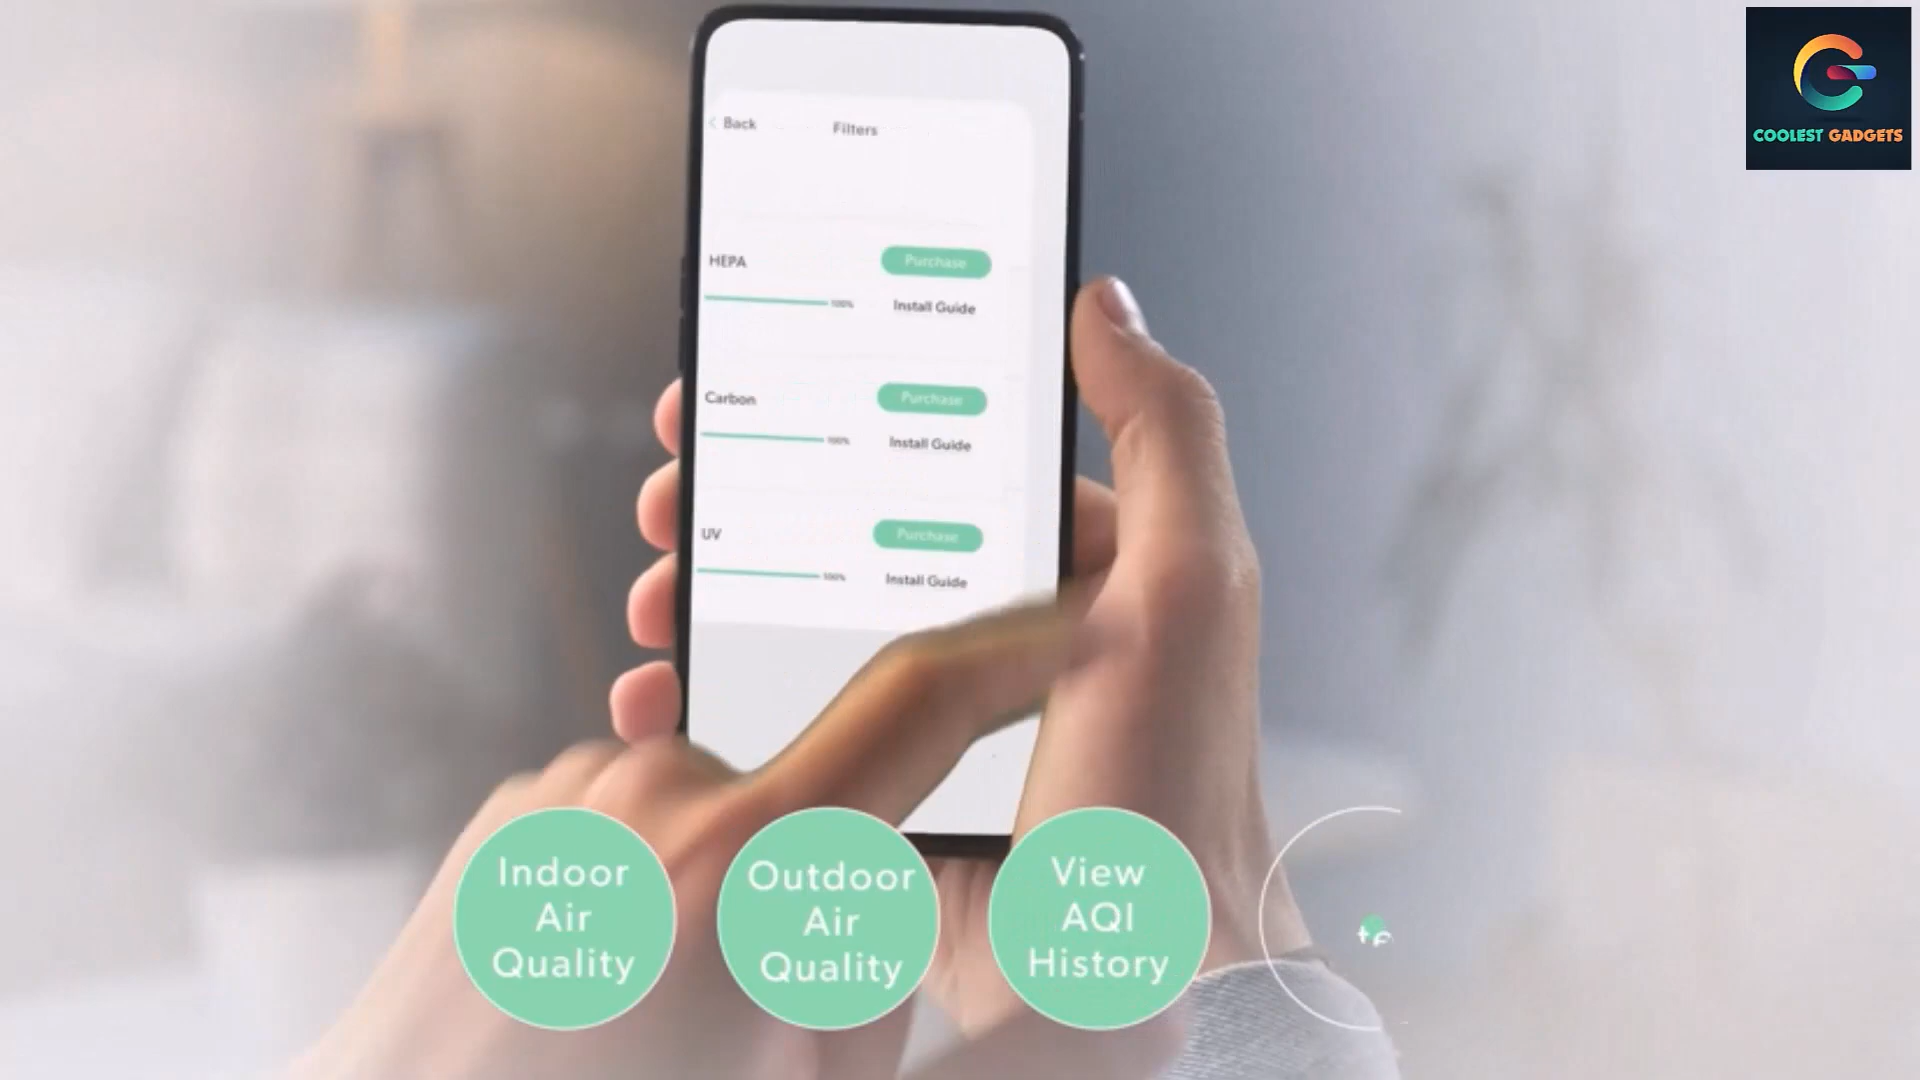 COOLEST GADGETS
Back
Filters
HEPA
Purchase
100%
Install Guide
Carbon
Purchase
100%
Install Guide
UV
Purchase
100%
Install Guide
Indoor
Air
Quality
Outdoor
Air
Quality
View
AQI
History